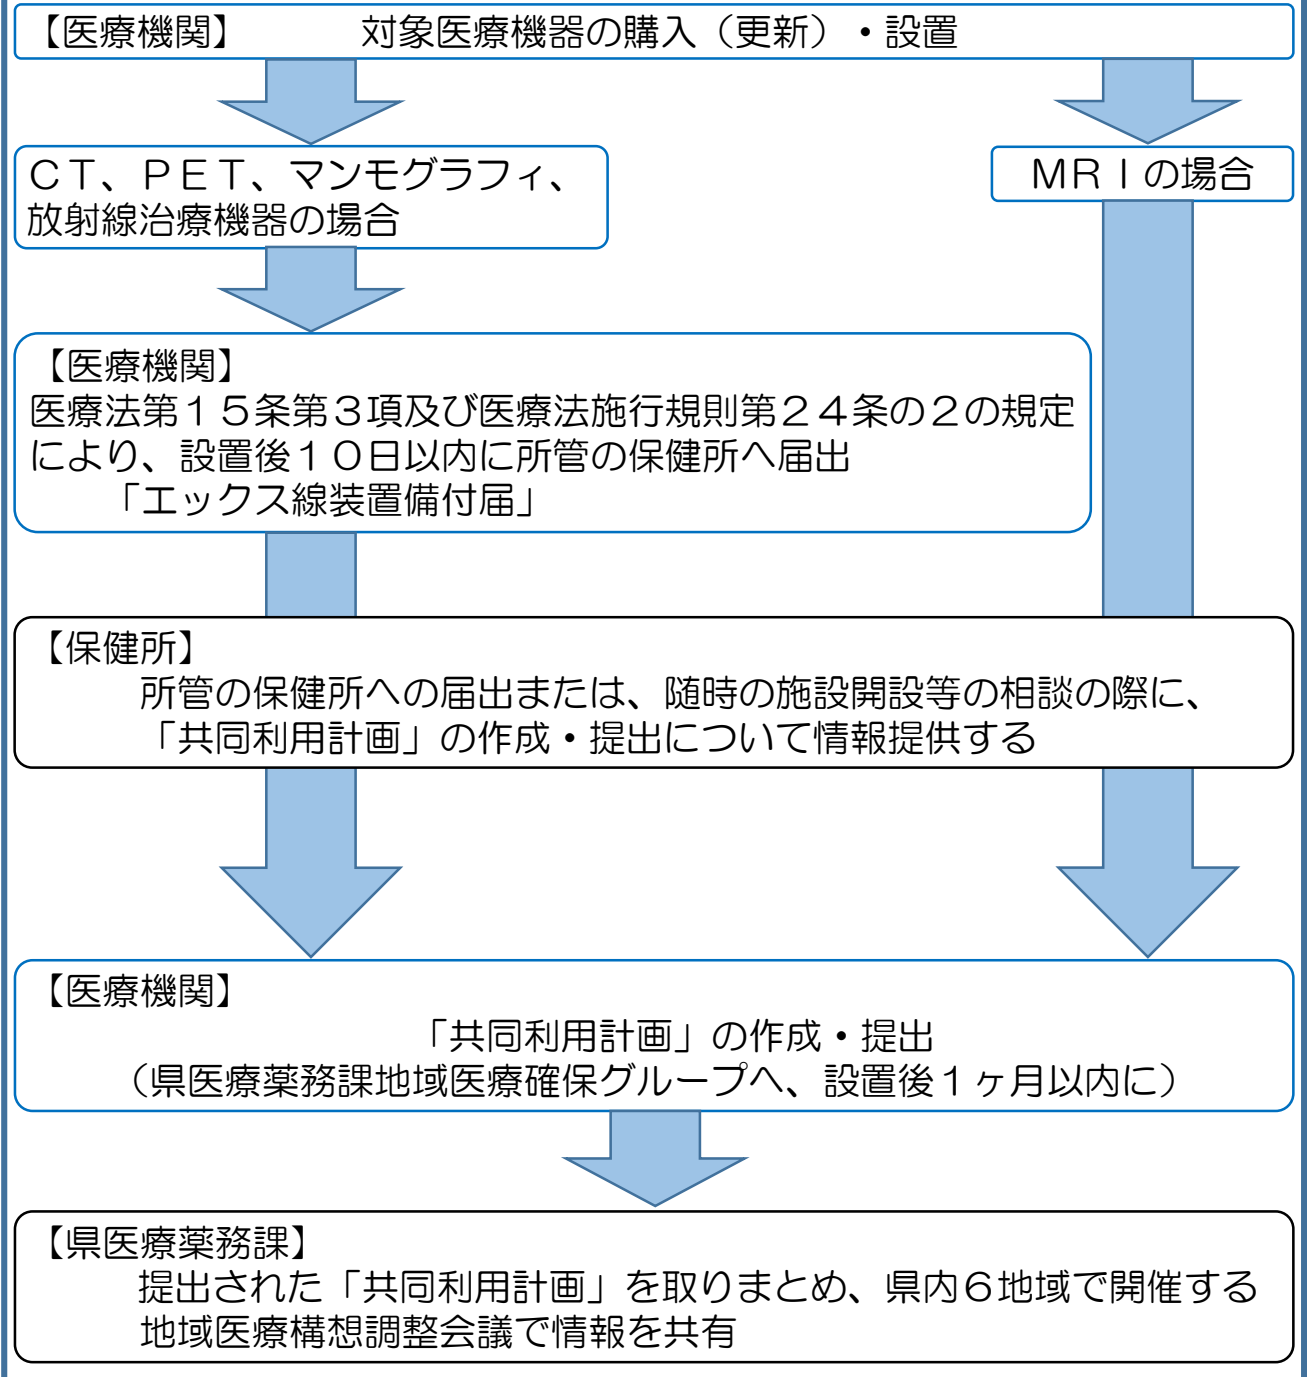 【医療機関】　　　対象医療機器の購入（更新）・設置
ＣＴ、ＰＥＴ、マンモグラフィ、
放射線治療機器の場合
ＭＲＩの場合
【医療機関】
医療法第１５条第３項及び医療法施行規則第２４条の２の規定
により、設置後１０日以内に所管の保健所へ届出
「エックス線装置備付届」
【保健所】
所管の保健所への届出または、随時の施設開設等の相談の際に、
「共同利用計画」の作成・提出について情報提供する
【医療機関】
「共同利用計画」の作成・提出
（県医療薬務課地域医療確保グループへ、設置後１ヶ月以内に）
【県医療薬務課】
提出された「共同利用計画」を取りまとめ、県内６地域で開催する
地域医療構想調整会議で情報を共有